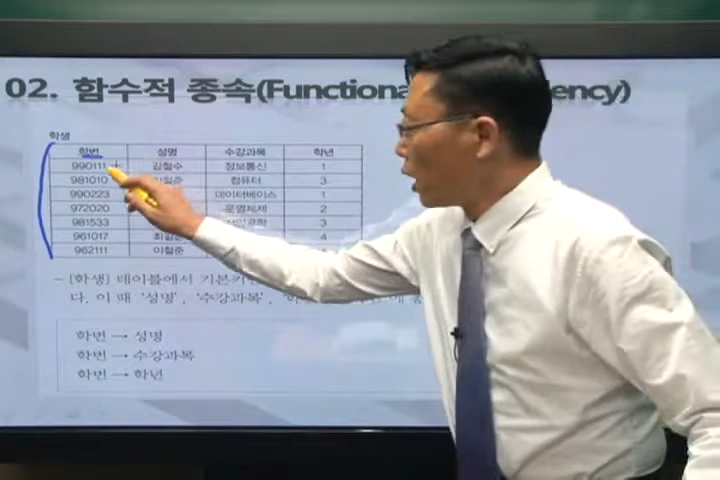 02. 함수적 종속(Functiona ency)
학생
학번 성명 수강과목 학년
990111 김철수 정보통신 1
981010 철준 컴퓨터 3
990223 데이터베이스 1
972020 운영체제 2
981533 3
961017 최 4
962111 이철준
- [학생] 테이블에서 기본키
다. 이 때 '성명', '수강과목',
학번 → 성명
학번 → 수강과목
학번 → 학년